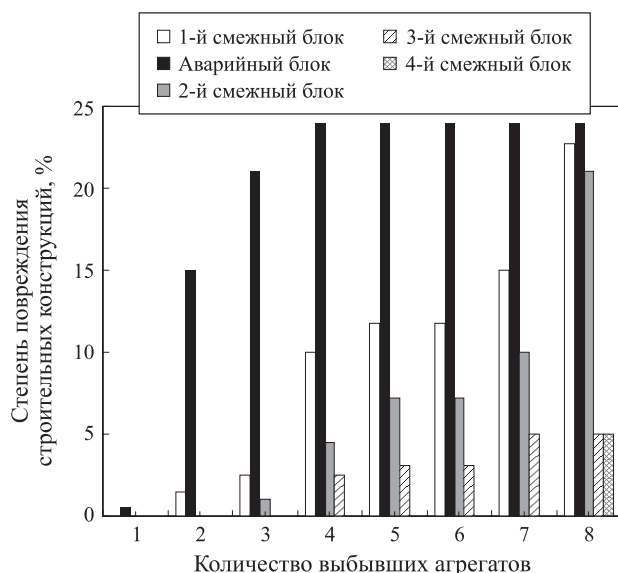 1-й смежный блок
Аварийный блок
2-й смежный блок
3-й смежный блок
4-й смежный блок
Степень повреждения
строительных конструкций, %
25
20
15
10
5
0
1 2 3 4 5 6 7 8
Количество выбывших агрегатов